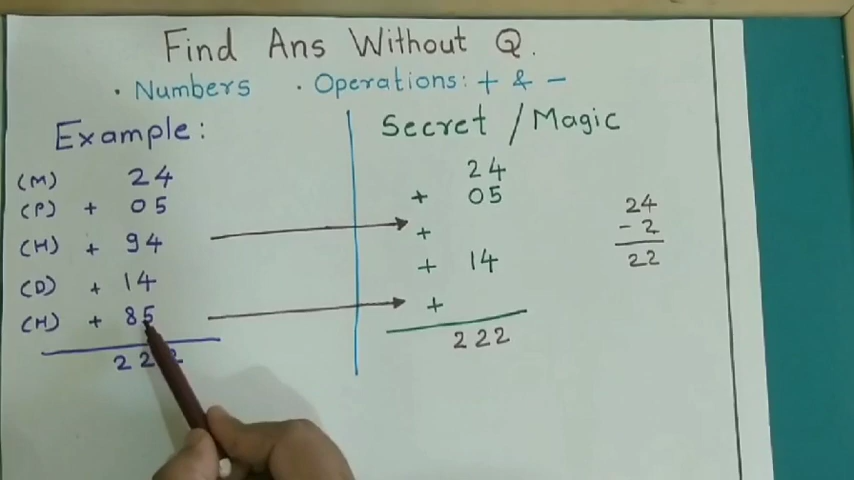 Find Ans Without Q.
· Numbers · Operations: + & -
Example:
(M) 24
(P) + 05
(H) + 94
(D) + 14
(H) + 85
222
Secret / Magic
24
+ 05
+
+ 14
+
222
24
- 2
22